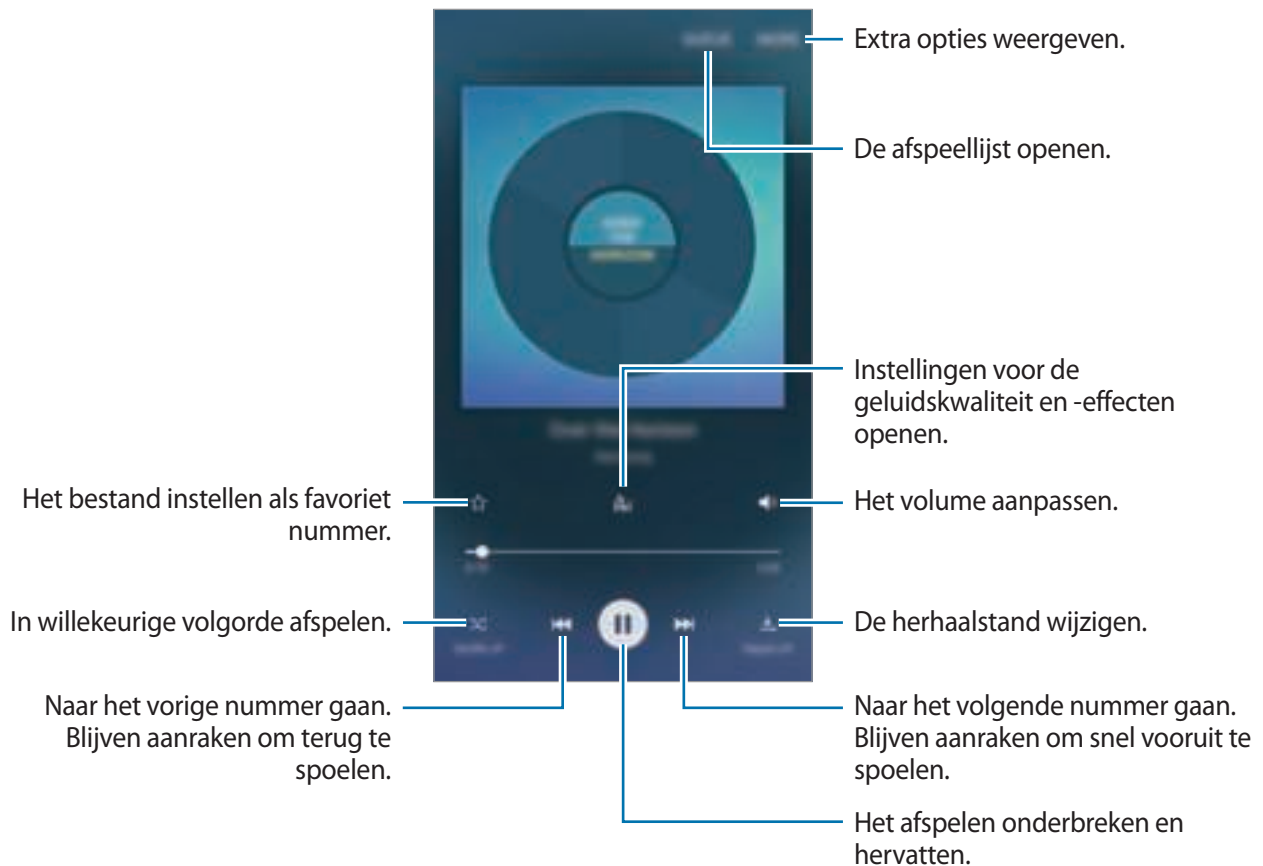 Extra opties weergeven.
De afspeellijst openen.
Instellingen voor de
geluidskwaliteit en -effecten
openen.
Het bestand instellen als favoriet
nummer.
Het volume aanpassen.
In willekeurige volgorde afspelen.
De herhaalstand wijzigen.
Naar het vorige nummer gaan.
Blijven aanraken om terug te
spoelen.
Naar het volgende nummer gaan.
Blijven aanraken om snel vooruit te
spoelen.
Het afspelen onderbreken en
hervatten.